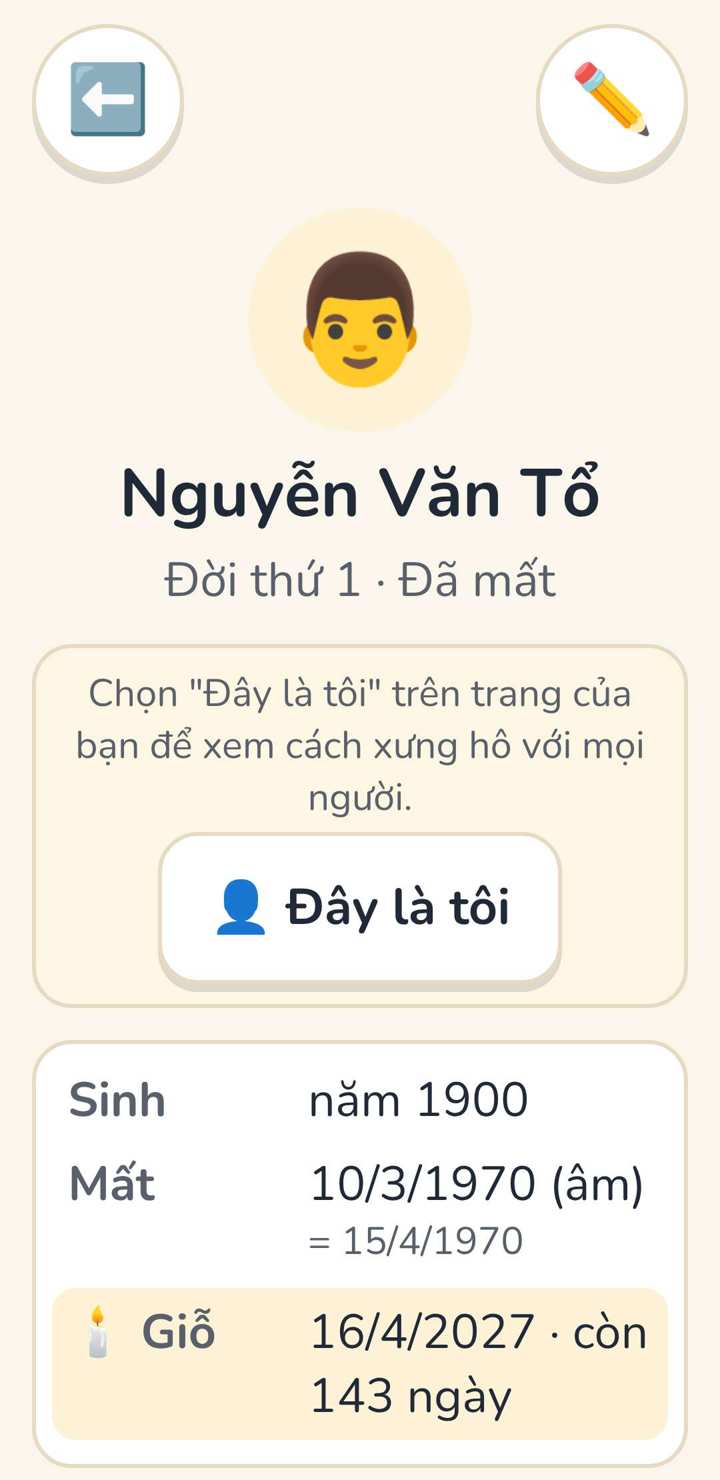 Nguyễn Văn Tổ
Đời thứ 1 · Đã mất
Chọn "Đây là tôi" trên trang của
bạn để xem cách xưng hô với mọi
người.
Đây là tôi
Sinh năm 1900
Mất 10/3/1970 (âm)
= 15/4/1970
Giỗ 16/4/2027 · còn
143 ngày